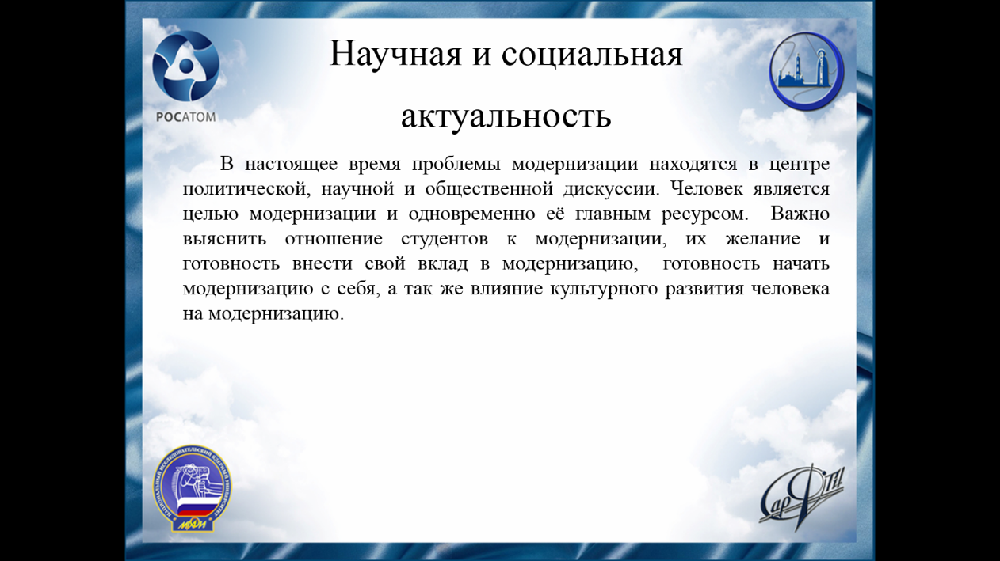 Научная и социальная
актуальность
РОСАТОМ
В настоящее время проблемы модернизации находятся в центре
политической, научной и общественной дискуссии. Человек является
целью модернизации и одновременно её главным ресурсом. Важно
выяснить отношение студентов к модернизации, их желание и
готовность внести свой вклад в модернизацию, готовность начать
модернизацию с себя, а так же влияние культурного развития человека
на модернизацию.
НАЦИОНАЛЬНЫЙ ИССЛЕДОВАТЕЛЬСКИЙ ЯДЕРНЫЙ УНИВЕРСИТЕТ
МИФИ
СарФТИ